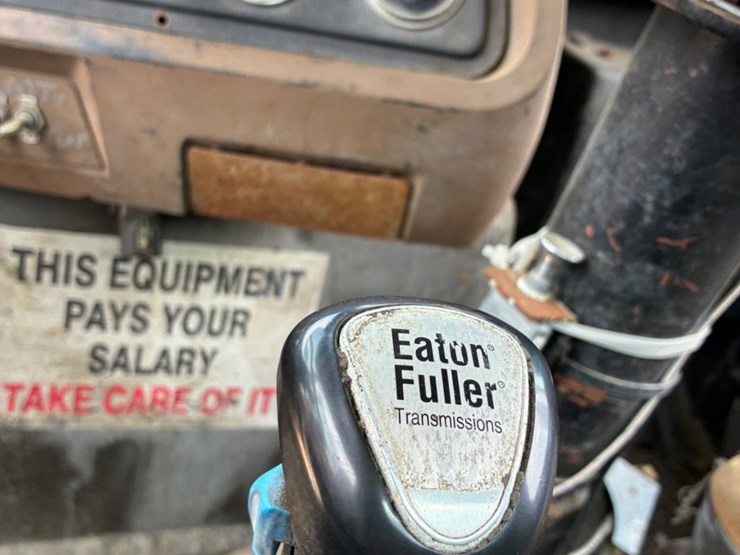 THIS EQUIPMENT
PAYS YOUR
SALARY
TAKE CARE OF IT
Eaton®
Fuller®
Transmissions